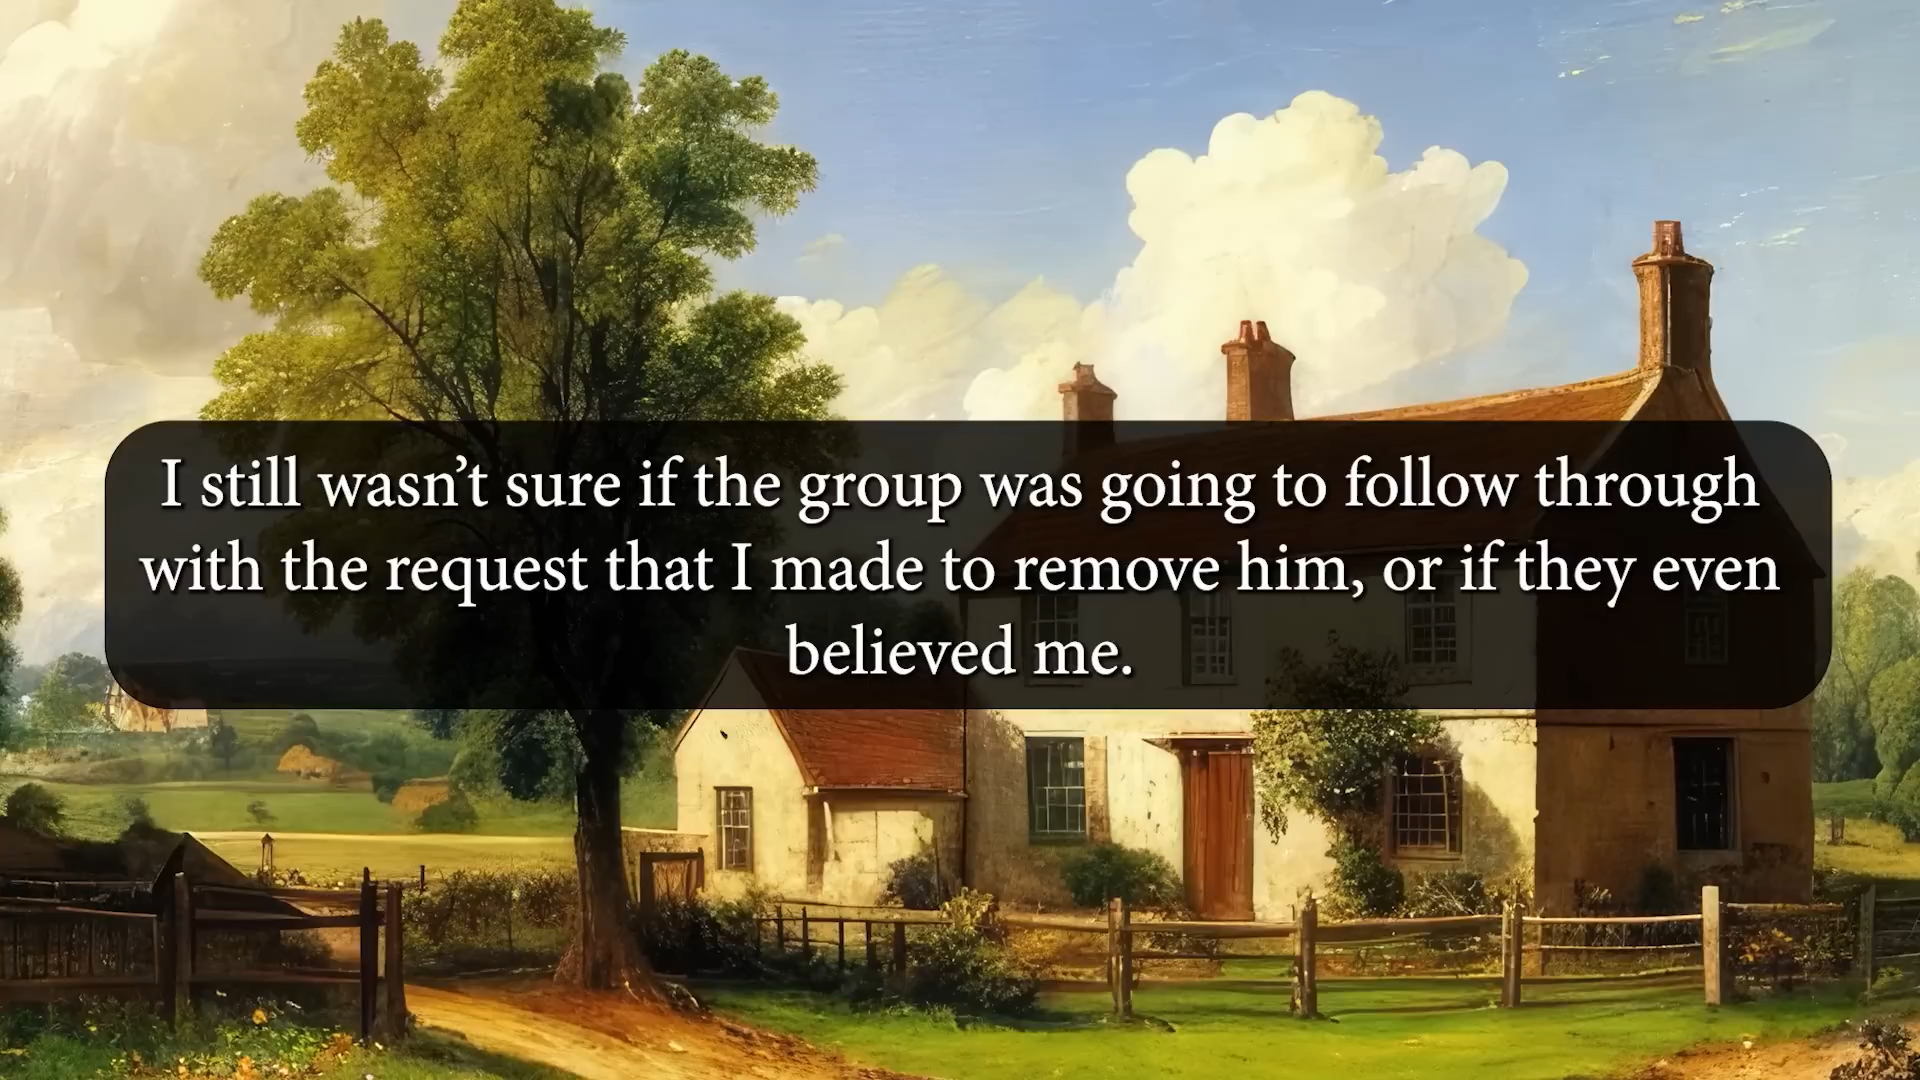 I still wasn’t sure if the group was going to follow through
with the request that I made to remove him, or if they even
believed me.